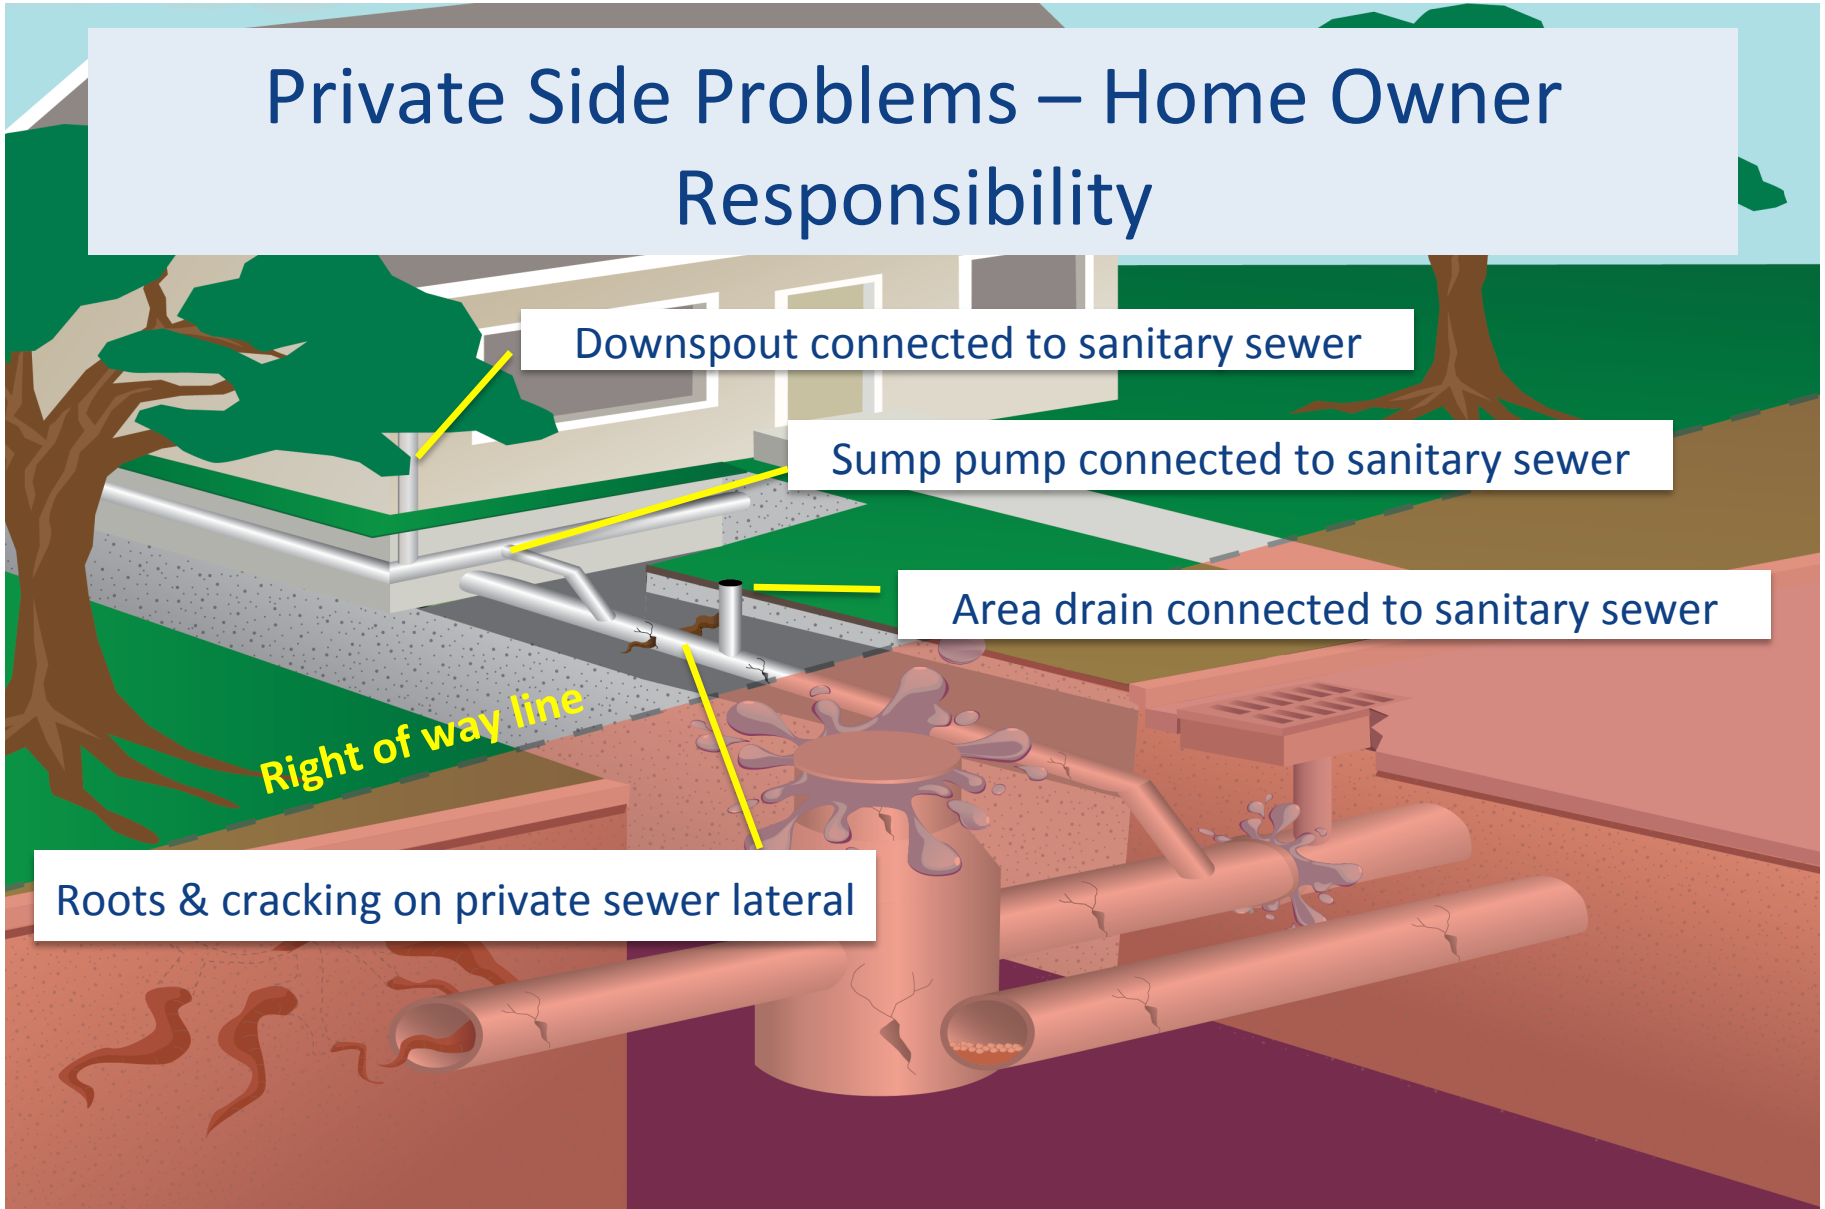 Private Side Problems – Home Owner
Responsibility
Downspout connected to sanitary sewer
Sump pump connected to sanitary sewer
Area drain connected to sanitary sewer
Right of way line
Roots & cracking on private sewer lateral